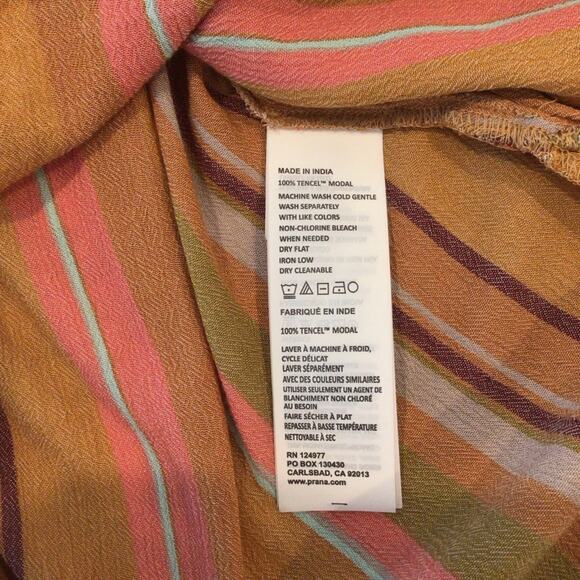 MADE IN INDIA
100% TENCEL™ MODAL
MACHINE WASH COLD GENTLE
WASH SEPARATELY
WITH LIKE COLORS
NON-CHLORINE BLEACH
WHEN NEEDED
DRY FLAT
IRON LOW
DRY CLEANABLE
FABRIQUÉ EN INDE
100% TENCEL™ MODAL
LAVER À MACHINE À FROID,
CYCLE DÉLICAT
LAVER SÉPARÉMENT
AVEC DES COULEURS SIMILAIRES
UTILISER SEULEMENT UN AGENT DE
BLANCHIMENT NON CHLORÉ
AU BESOIN
FAIRE SÉCHER À PLAT
REPASSER À BASSE TEMPÉRATURE
NETTOYABLE À SEC
RN 124977
PO BOX 130430
CARLSBAD, CA 92013
www.prana.com